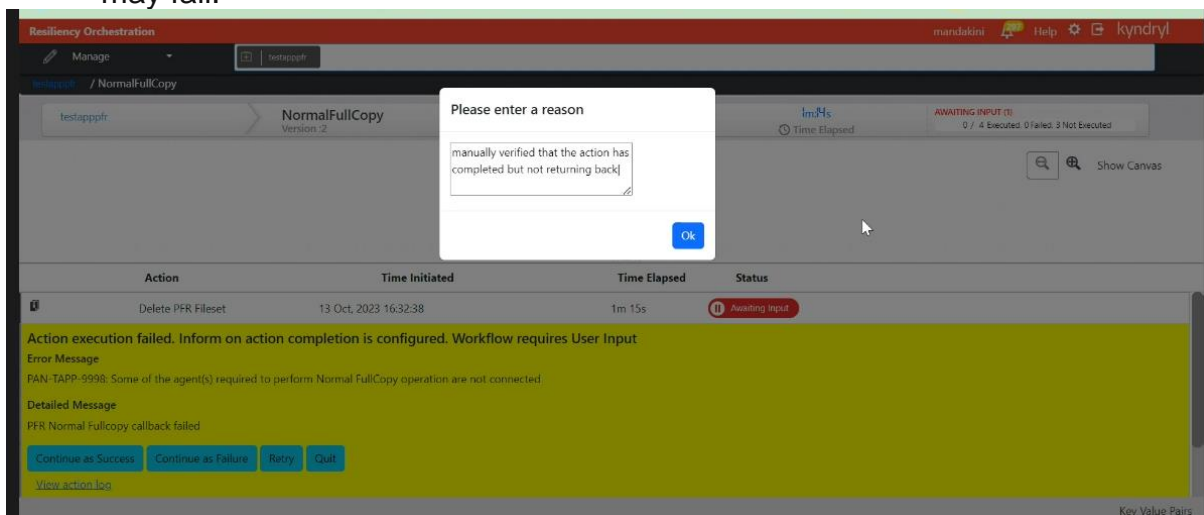 may fail.
Resiliency Orchestration
mandakini Help kyndryl
Manage
testapppfr
testapppfr / NormalFullCopy
testapppfr
NormalFullCopy
Version :2
Please enter a reason
manually verified that the action has
completed but not returning back
Ok
Time Elapsed
AWAITING INPUT (1)
0 / 4 Executed. 0 Failed. 3 Not Executed
Show Canvas
Action Time Initiated Time Elapsed Status
Delete PFR Fileset 13 Oct, 2023 16:32:38 1m 15s Awaiting Input
Action execution failed. Inform on action completion is configured. Workflow requires User Input
Error Message
PAN-TAPP-9998: Some of the agent(s) required to perform Normal FullCopy operation are not connected.
Detailed Message
PFR Normal Fullcopy callback failed
Continue as Success Continue as Failure Retry Quit
View action log
Key Value Pairs